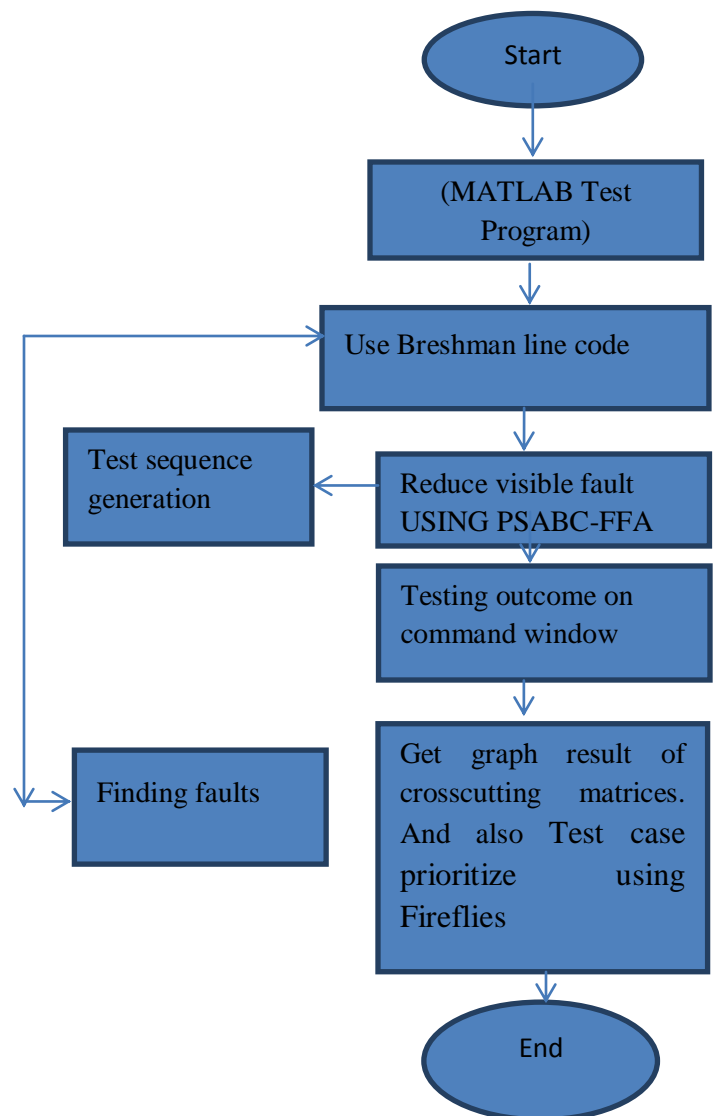 Start
(MATLAB Test
Program)
Use Breshman line code
Test sequence
generation
Reduce visible fault
USING PSABC-FFA
Testing outcome on
command window
Finding faults
Get graph result of
crosscutting matrices.
And also Test case
prioritize using
Fireflies
End